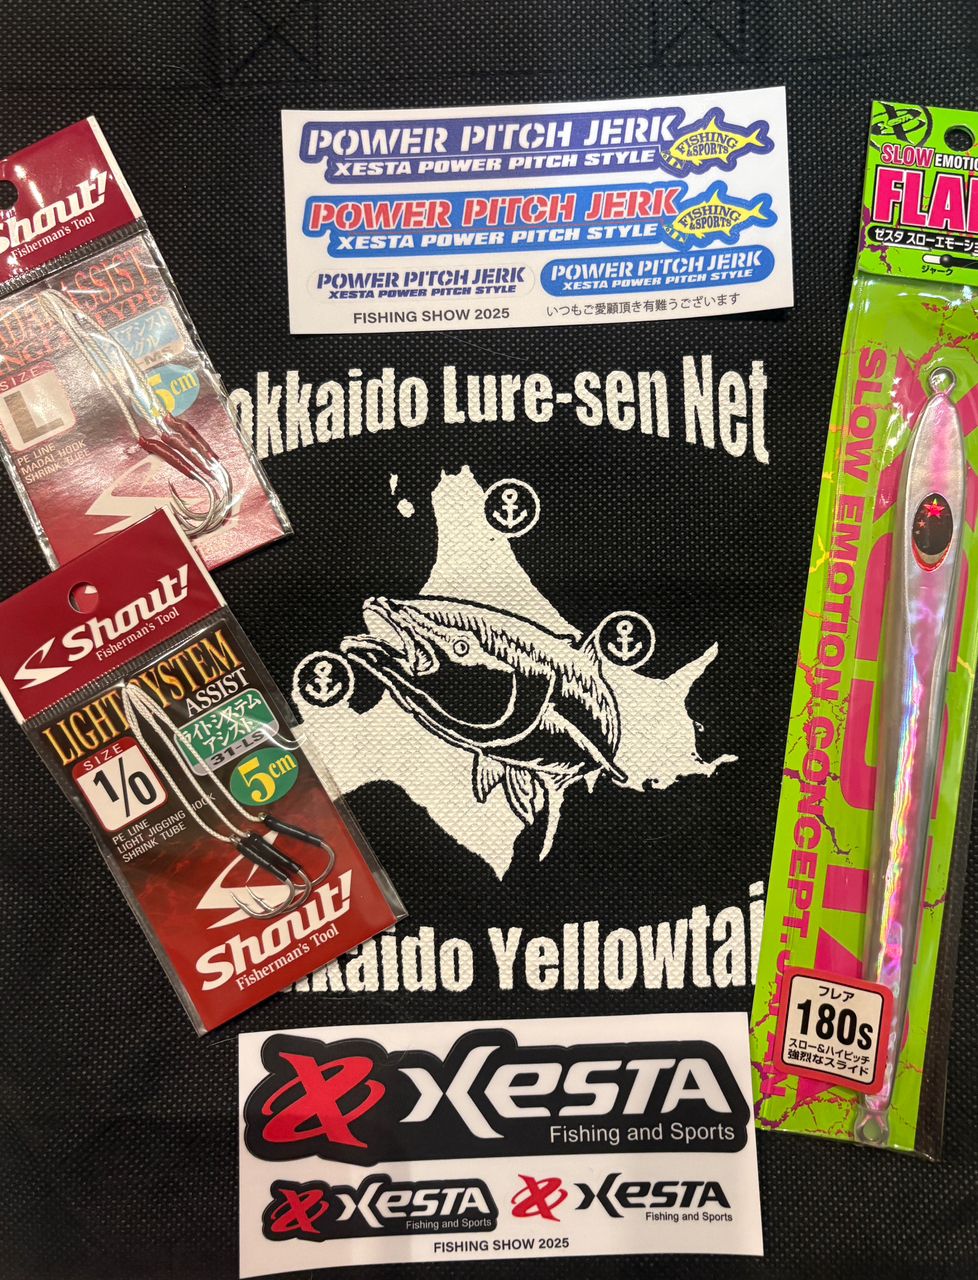 POWER PITCH JERK
XESTA POWER PITCH STYLE
FISHING
& SPORTS
POWER PITCH JERK
XESTA POWER PITCH STYLE
FISHING
& SPORTS
POWER PITCH JERK
XESTA POWER PITCH STYLE
POWER PITCH JERK
XESTA POWER PITCH STYLE
FISHING SHOW 2025
いつもご愛顧頂き有難うございます
Shout!
Fisherman's Tool
ASSIST
SIZE
L
5cm
PE LINE
MADAI HOOK
SHRINK TUBE
Shout!
Fisherman's Tool
LIGHT SYSTEM
ASSIST
ライトシステム
アシスト
31-LS
SIZE
1/0
5cm
PE LINE
LIGHT JIGGING HOOK
SHRINK TUBE
Shout!
Fisherman's Tool
okkaido Lure-sen Net
kkaido Yellowtai
SLOW EMOTIO
FLA
ゼスタ スローエモーショ
ジャーク
SLOW EMOTION CONCEPT.
フレア
180s
スロー&ハイピッチ
強烈なスライド
XESTA
Fishing and Sports
XESTA
Fishing and Sports
XESTA
Fishing and Sports
FISHING SHOW 2025